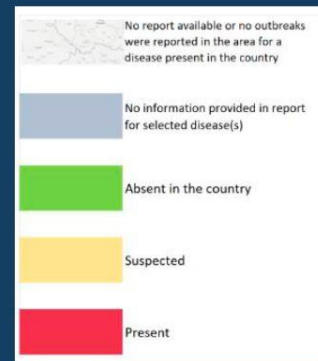 No report available or no outbreaks
were reported in the area for a
disease present in the country
No information provided in report
for selected disease(s)
Absent in the country
Suspected
Present